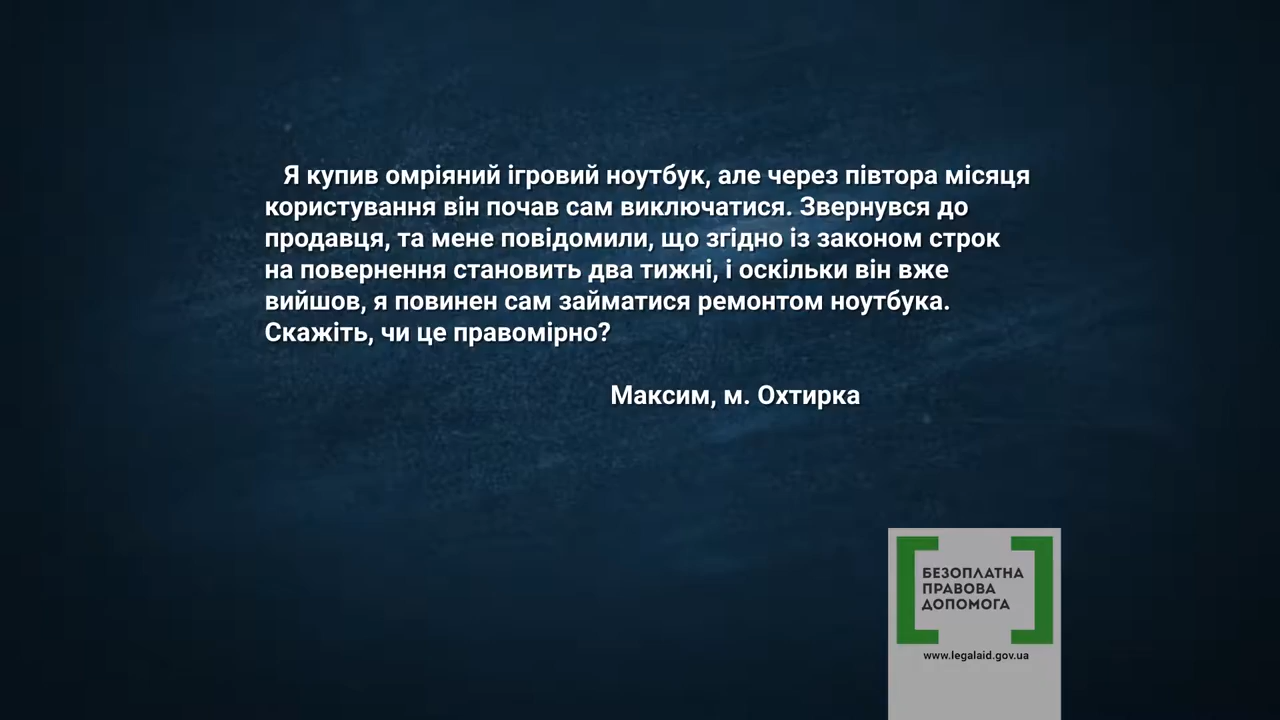 Я купив омріяний ігровий ноутбук, але через півтора місяця
користування він почав сам виключатися. Звернувся до
продавця, та мене повідомили, що згідно із законом строк
на повернення становить два тижні, і оскільки він вже
вийшов, я повинен сам займатися ремонтом ноутбука.
Скажіть, чи це правомірно?
Максим, м. Охтирка
БЕЗОПЛАТНА
ПРАВОВА
ДОПОМОГА
www.legalaid.gov.ua